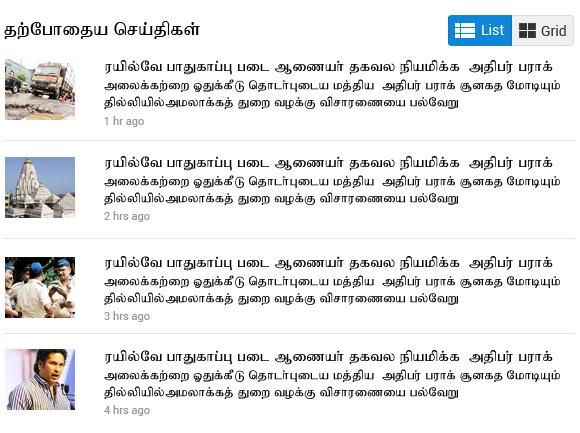 தற்போதைய செய்திகள்
List
Grid
ரயில்வே பாதுகாப்பு படை ஆணையர் தகவல நியமிக்க அதிபர் பராக்
அலைக்கற்றை ஓதுக்கீடு தொடர்புடைய மத்திய அதிபர் பராக் சூனகத மோடியும்
தில்லியில்அமலாக்கத் துறை வழக்கு விசாரணையை பல்வேறு
1 hr ago
ரயில்வே பாதுகாப்பு படை ஆணையர் தகவல நியமிக்க அதிபர் பராக்
அலைக்கற்றை ஓதுக்கீடு தொடர்புடைய மத்திய அதிபர் பராக் சூனகத மோடியும்
தில்லியில்அமலாக்கத் துறை வழக்கு விசாரணையை பல்வேறு
2 hrs ago
ரயில்வே பாதுகாப்பு படை ஆணையர் தகவல நியமிக்க அதிபர் பராக்
அலைக்கற்றை ஓதுக்கீடு தொடர்புடைய மத்திய அதிபர் பராக் சூனகத மோடியும்
தில்லியில்அமலாக்கத் துறை வழக்கு விசாரணையை பல்வேறு
3 hrs ago
ரயில்வே பாதுகாப்பு படை ஆணையர் தகவல நியமிக்க அதிபர் பராக்
அலைக்கற்றை ஓதுக்கீடு தொடர்புடைய மத்திய அதிபர் பராக் சூனகத மோடியும்
தில்லியில்அமலாக்கத் துறை வழக்கு விசாரணையை பல்வேறு
4 hrs ago